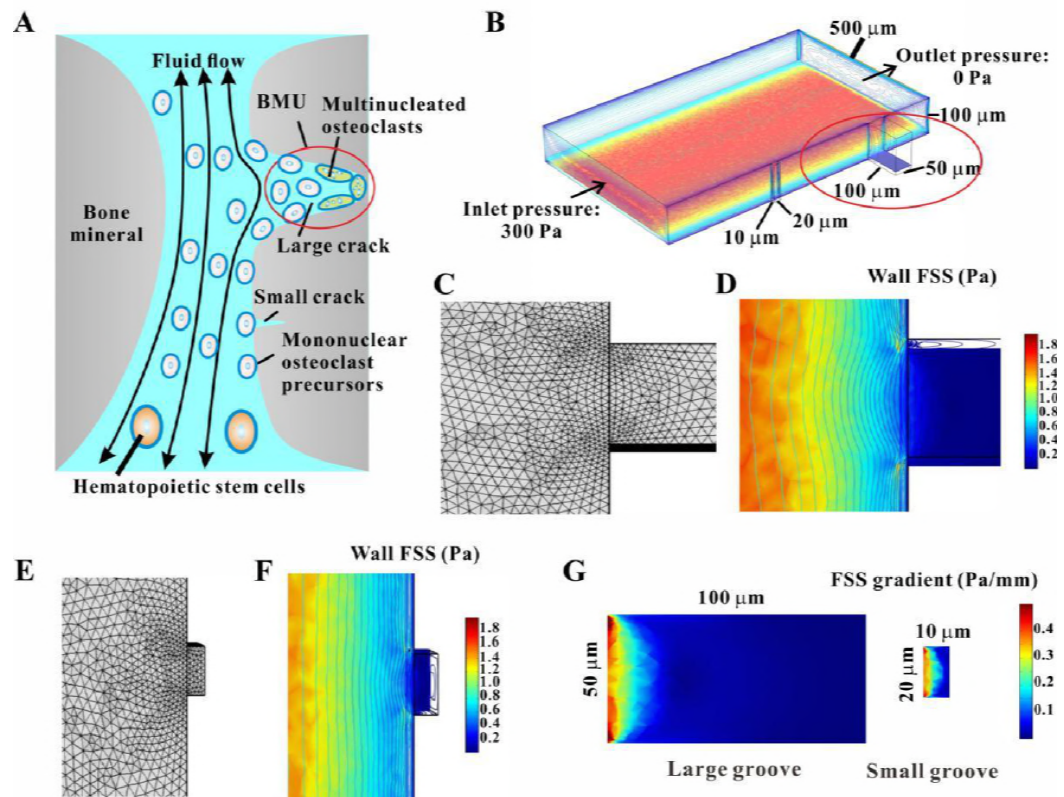 A
Fluid flow
BMU
Multinucleated
osteoclasts
Bone
mineral
Large crack
Small crack
Mononuclear
osteoclast
precursors
Hematopoietic stem cells
B
500 μm
Outlet pressure:
0 Pa
100 μm
50 μm
100 μm
20 μm
10 μm
Inlet pressure:
300 Pa
C
D
Wall FSS (Pa)
1.8
1.6
1.4
1.2
1.0
0.8
0.6
0.4
0.2
E
F
Wall FSS (Pa)
1.8
1.6
1.4
1.2
1.0
0.8
0.6
0.4
0.2
G
FSS gradient (Pa/mm)
100 μm
50 μm
10 μm
20 μm
0.4
0.3
0.2
0.1
Large groove
Small groove